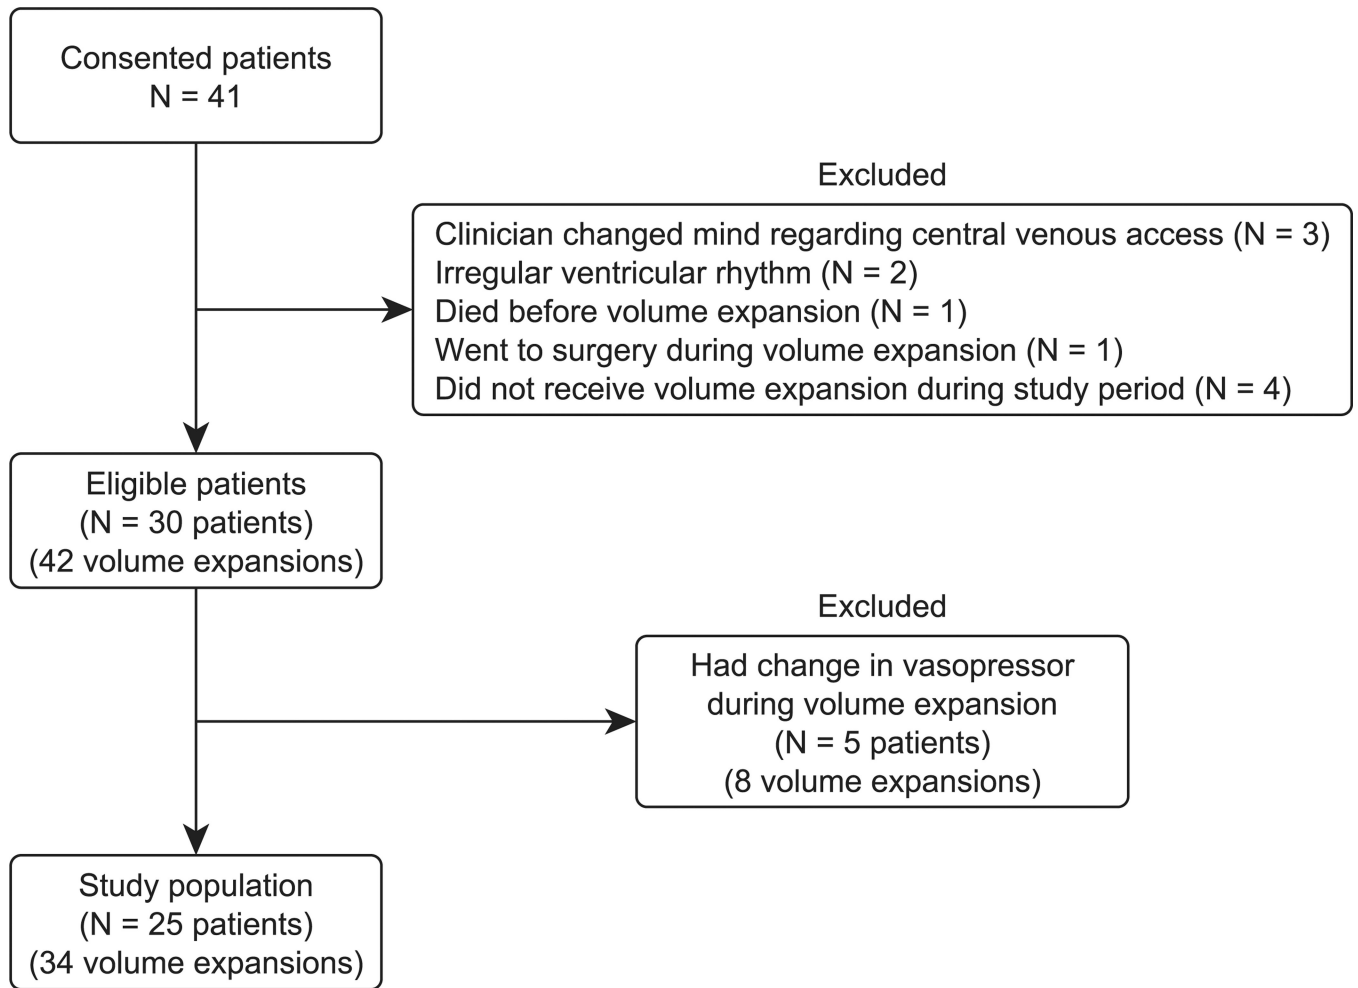 Consented patients
N = 41
Excluded
Clinician changed mind regarding central venous access (N = 3)
Irregular ventricular rhythm (N = 2)
Died before volume expansion (N = 1)
Went to surgery during volume expansion (N = 1)
Did not receive volume expansion during study period (N = 4)
Eligible patients
(N = 30 patients)
(42 volume expansions)
Excluded
Had change in vasopressor
during volume expansion
(N = 5 patients)
(8 volume expansions)
Study population
(N = 25 patients)
(34 volume expansions)